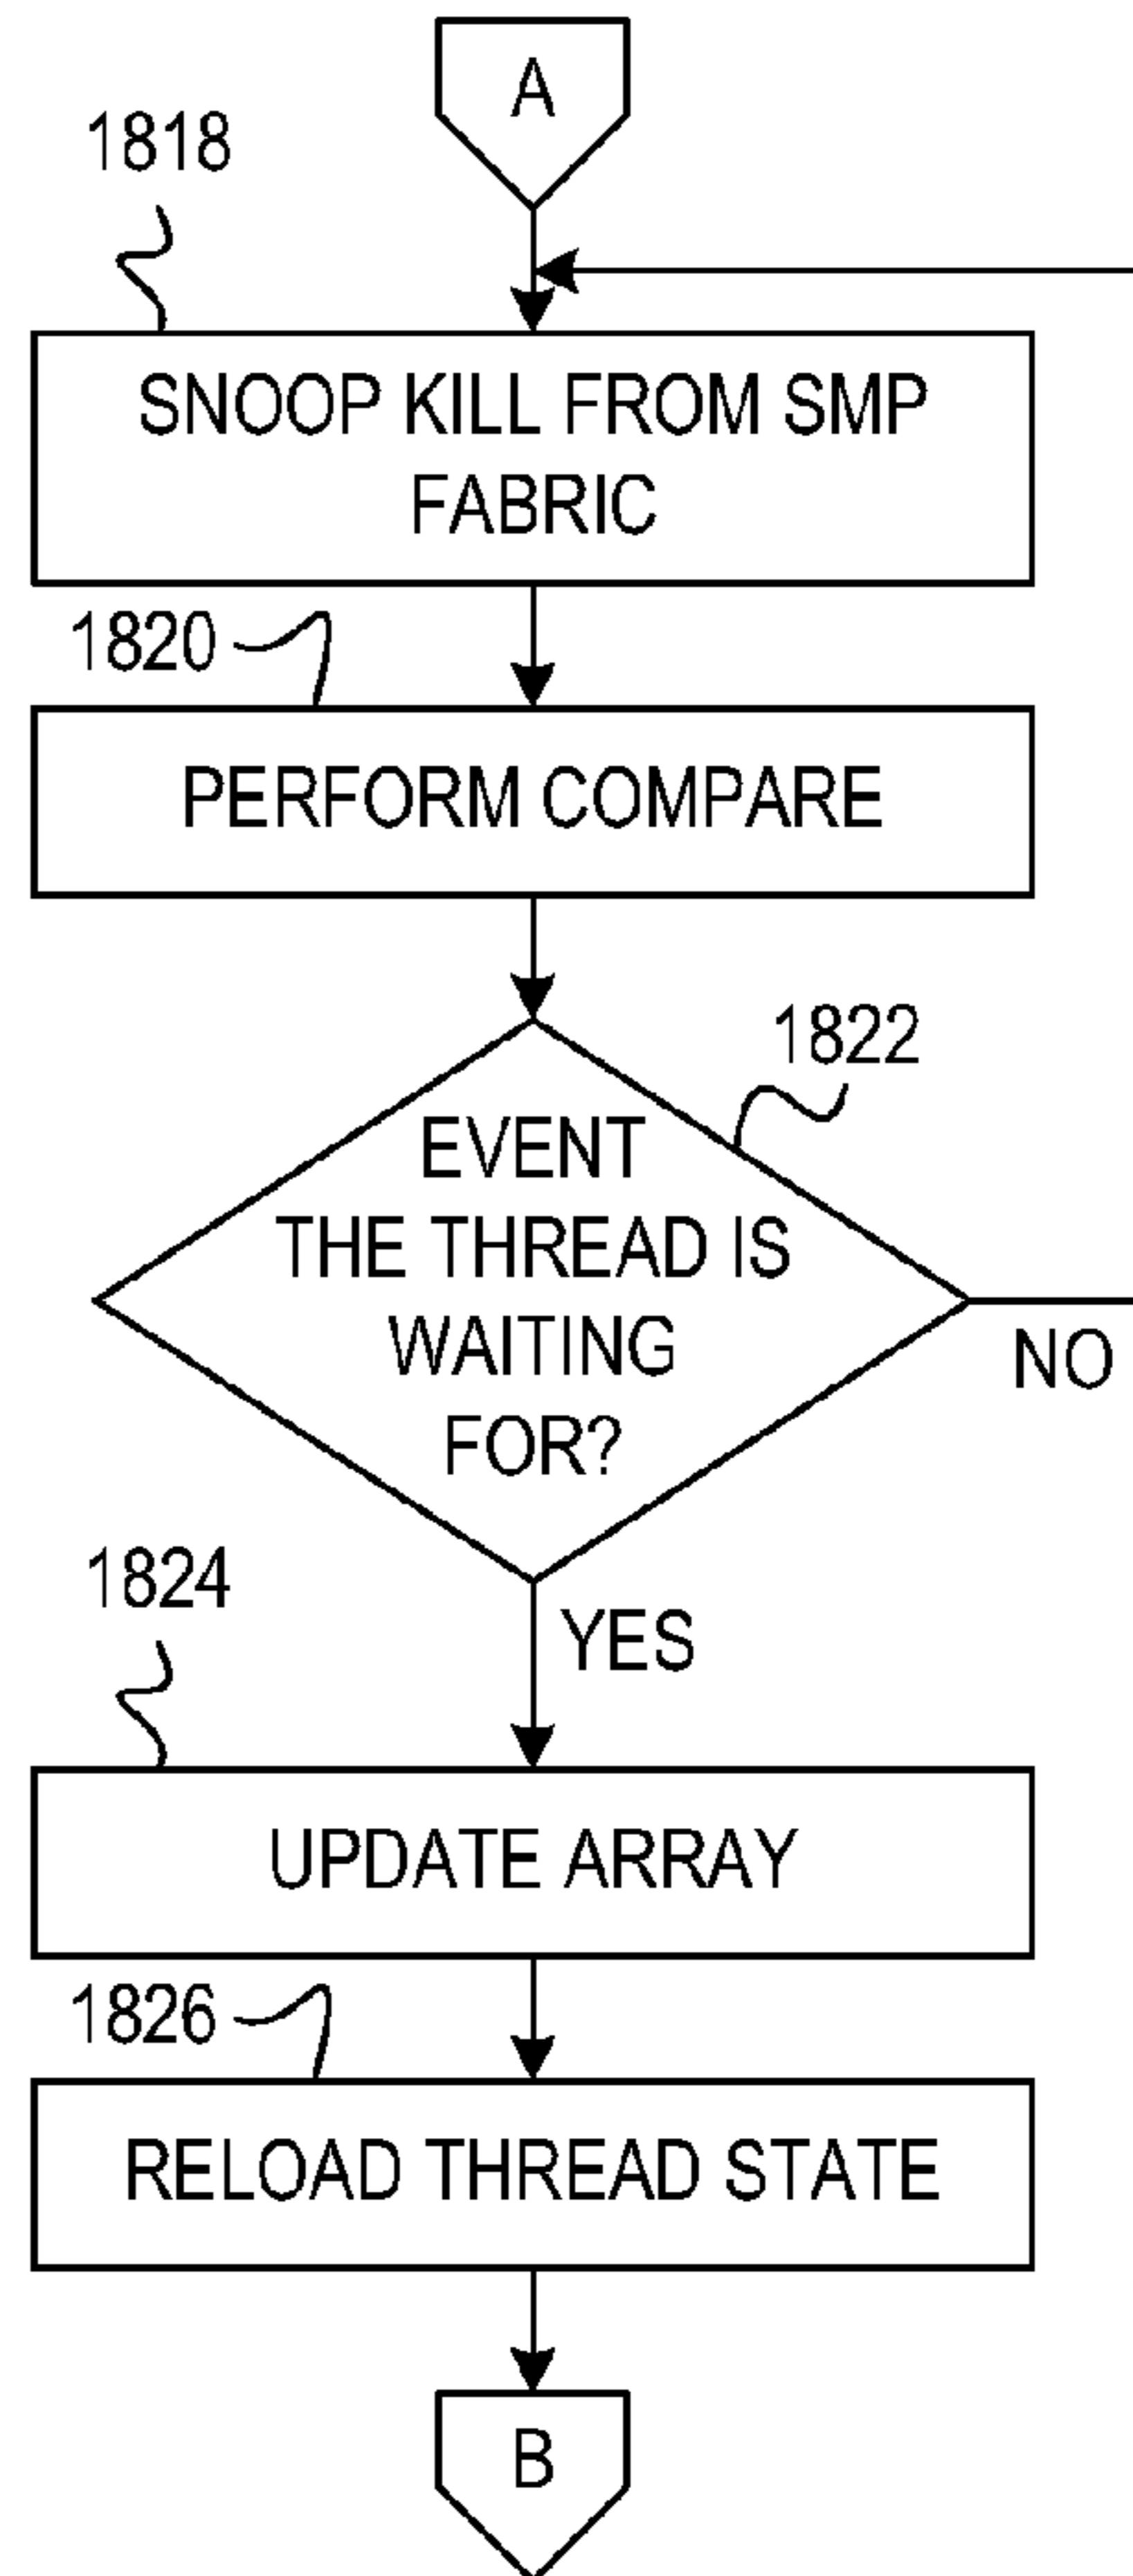 A
1818
SNOOP KILL FROM SMP
FABRIC
1820
PERFORM COMPARE
1822
EVENT
THE THREAD IS
WAITING
FOR?
NO
YES
1824
UPDATE ARRAY
1826
RELOAD THREAD STATE
B